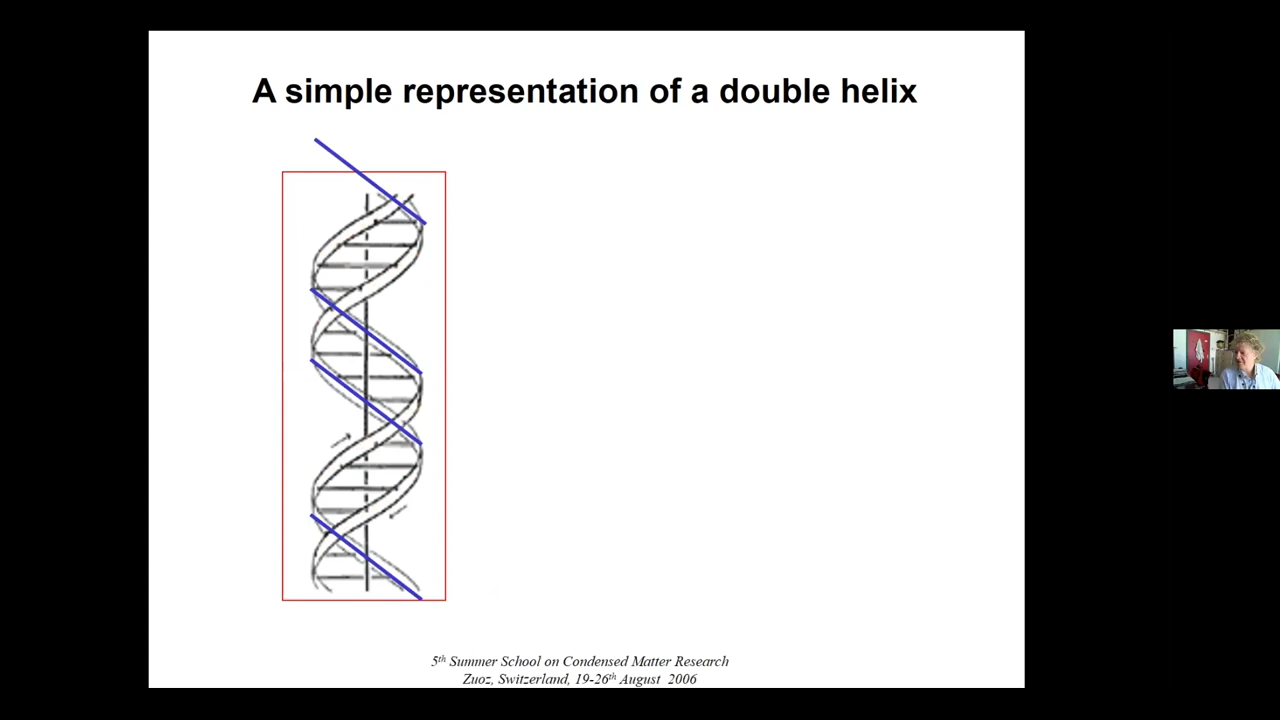 A simple representation of a double helix
5th Summer School on Condensed Matter Research
Zuoz, Switzerland, 19-26th August 2006